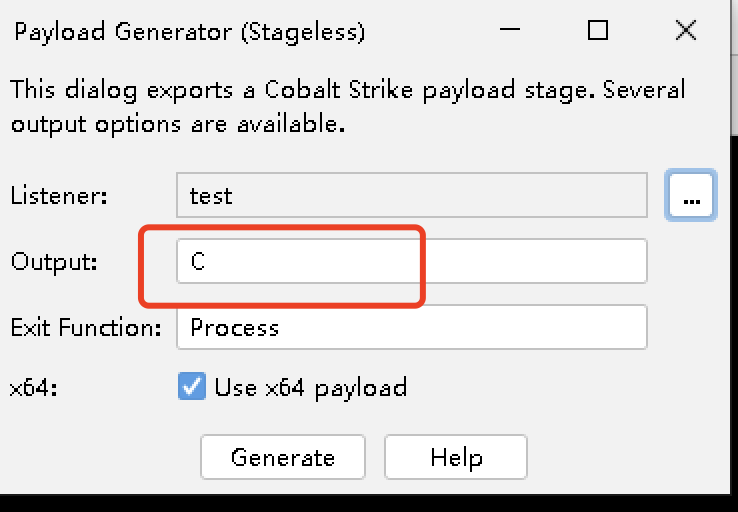 Payload Generator (Stageless)
This dialog exports a Cobalt Strike payload stage. Several
output options are available.
Listener: test ...
Output: C
Exit Function: Process
x64: Use x64 payload
Generate Help